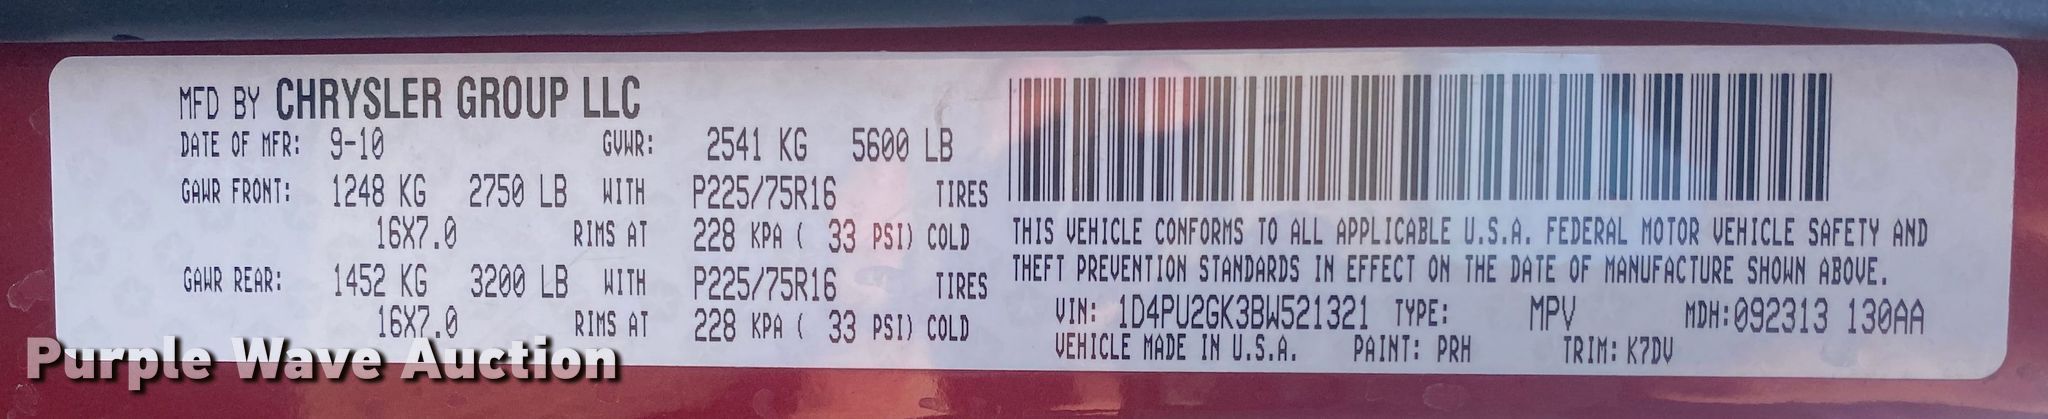 MFD BY CHRYSLER GROUP LLC
DATE OF MFR: 9-10 GVWR: 2541 KG 5600 LB
GAWR FRONT: 1248 KG 2750 LB WITH P225/75R16 TIRES
16X7.0 RIMS AT 228 KPA ( 33 PSI) COLD
GAWR REAR: 1452 KG 3200 LB WITH P225/75R16 TIRES
16X7.0 RIMS AT 228 KPA ( 33 PSI) COLD
THIS VEHICLE CONFORMS TO ALL APPLICABLE U.S.A. FEDERAL MOTOR VEHICLE SAFETY AND
THEFT PREVENTION STANDARDS IN EFFECT ON THE DATE OF MANUFACTURE SHOWN ABOVE.
VIN: 1D4PU2GK3BW521321 TYPE: MPV MDH:092313 130AA
VEHICLE MADE IN U.S.A. PAINT: PRH TRIM: K7DV
Purple Wave Auction